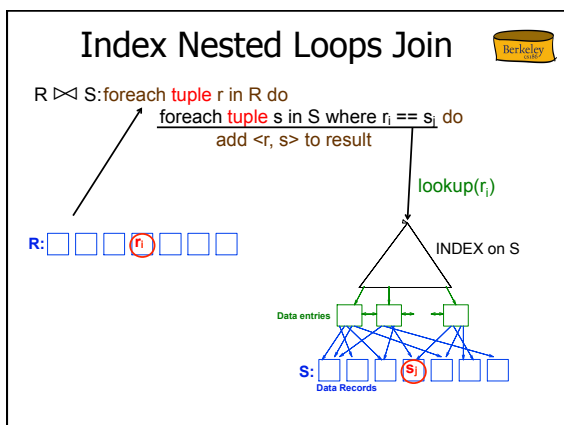 Index Nested Loops Join
Berkeley
cs186
R ⋈ S: foreach tuple r in R do
foreach tuple s in S where ri == sj do
add <r, s> to result
lookup(ri)
R: ri
INDEX on S
Data entries
S: sj
Data Records